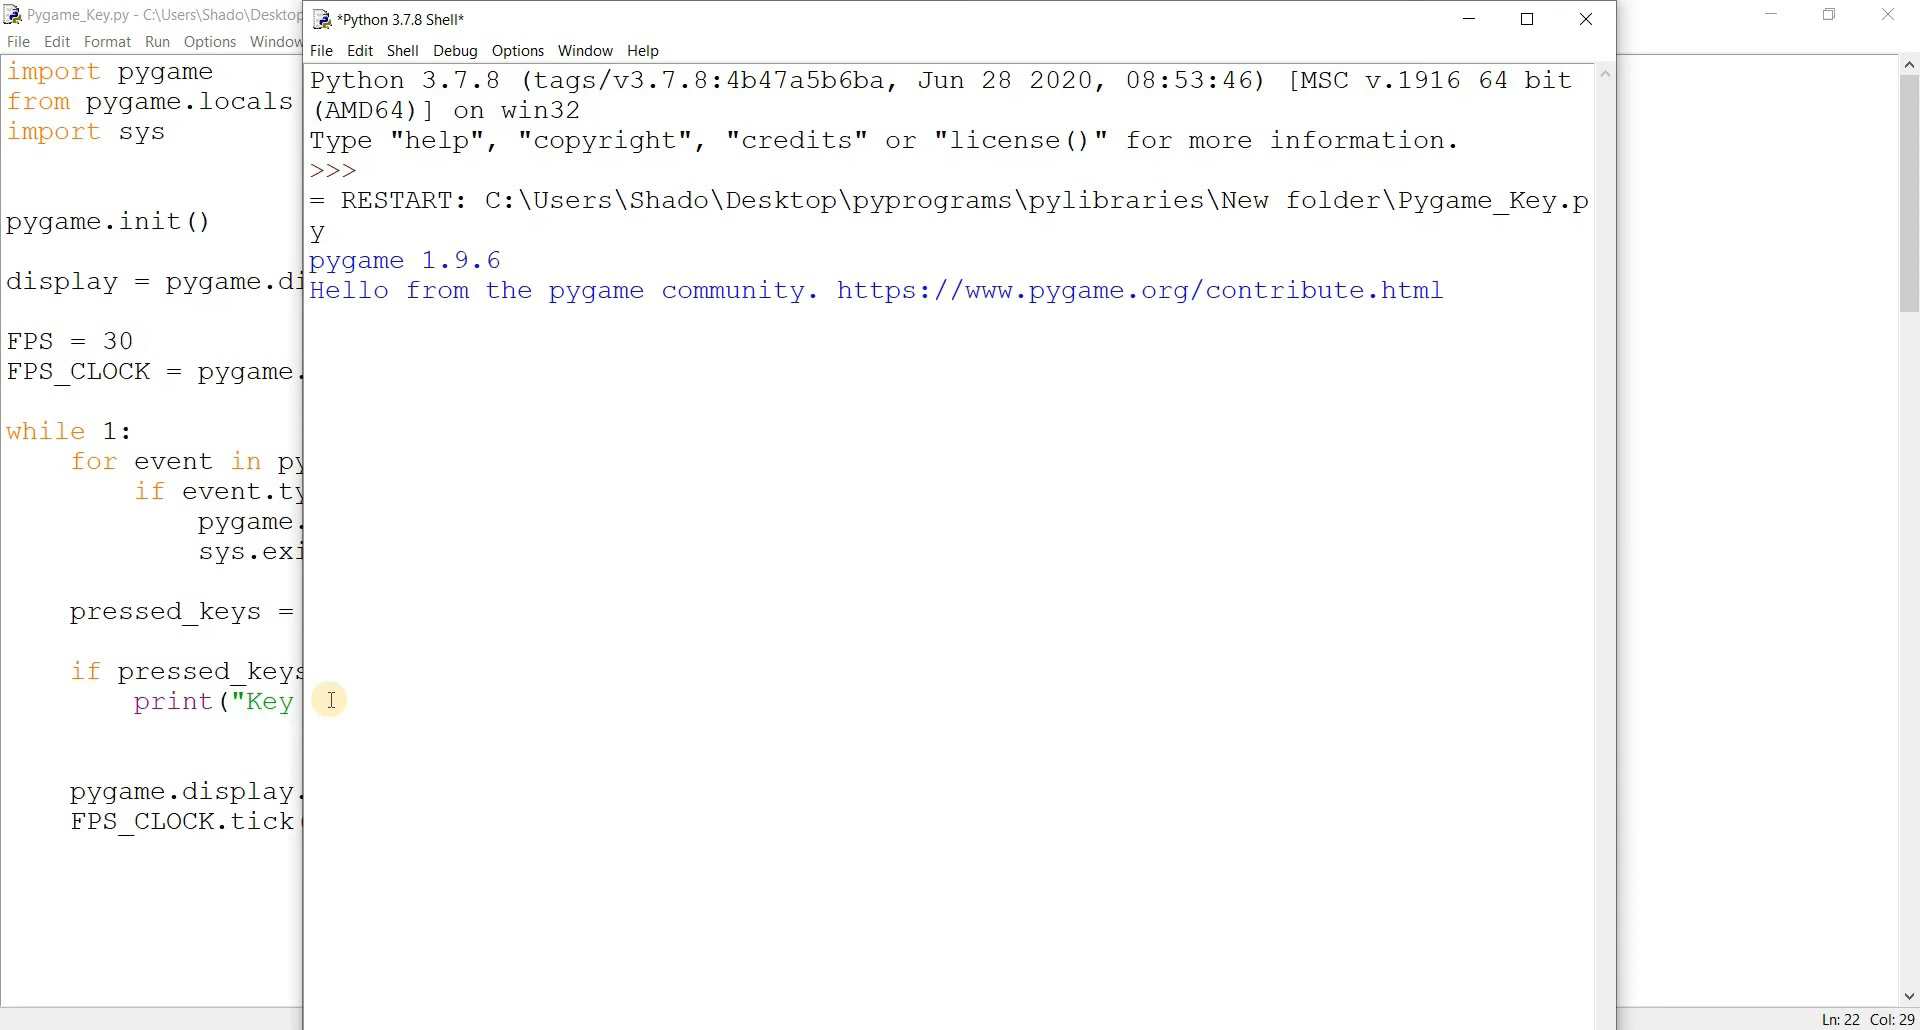 Pygame_Key.py - C:\Users\Shado\Desktop
File Edit Format Run Options Window
import pygame
from pygame.locals
import sys
pygame.init()
display = pygame.di
FPS = 30
FPS_CLOCK = pygame.
while 1:
for event in py
if event.ty
pygame.
sys.exi
pressed_keys =
if pressed_keys
print("Key
pygame.display.
FPS_CLOCK.tick(
*Python 3.7.8 Shell*
File Edit Shell Debug Options Window Help
Python 3.7.8 (tags/v3.7.8:4b47a5b6ba, Jun 28 2020, 08:53:46) [MSC v.1916 64 bit
(AMD64)] on win32
Type "help", "copyright", "credits" or "license()" for more information.
>>>
= RESTART: C:\Users\Shado\Desktop\pyprograms\pylibraries\New folder\Pygame_Key.p
y
pygame 1.9.6
Hello from the pygame community. https://www.pygame.org/contribute.html
Ln: 22 Col: 29